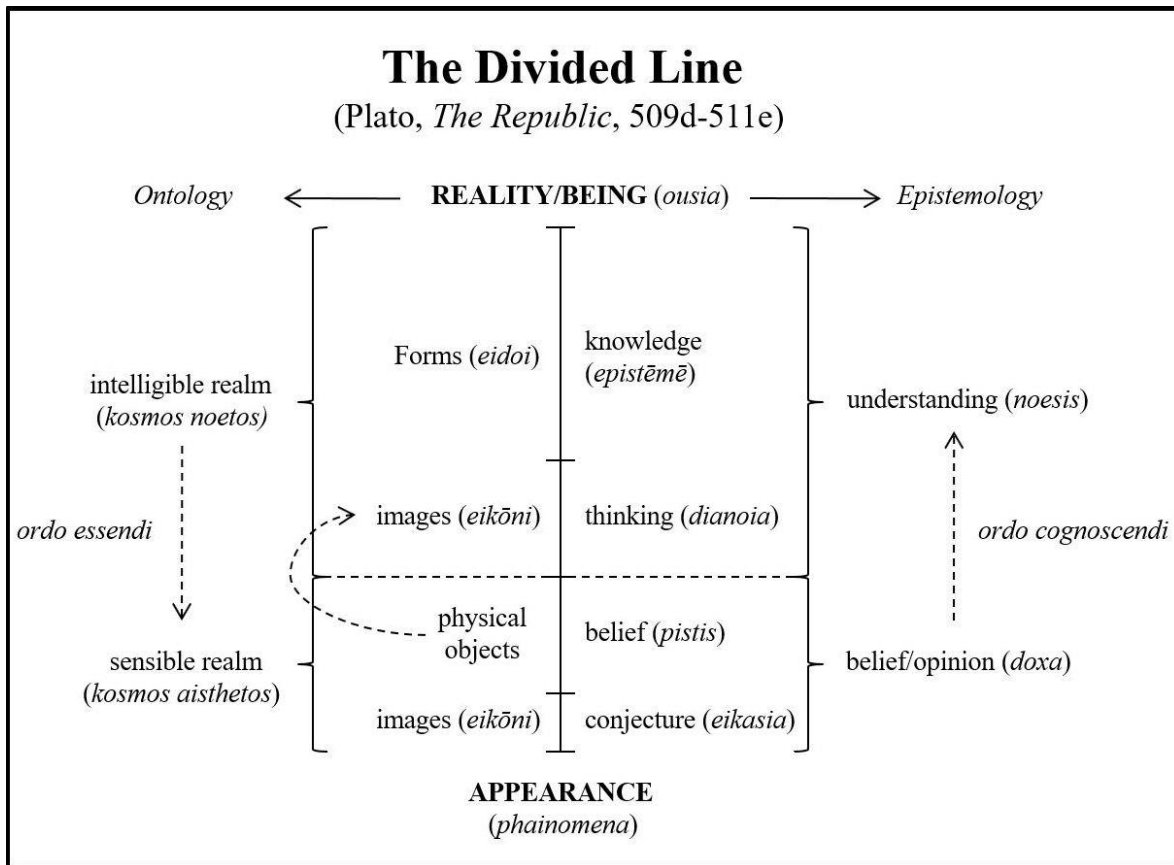 The Divided Line
(Plato, The Republic, 509d-511e)
Ontology
REALITY/BEING (ousia)
Epistemology
Forms (eidoi)
knowledge
(epistēmē)
intelligible realm
(kosmos noetos)
understanding (noesis)
images (eikōni)
thinking (dianoia)
ordo essendi
ordo cognoscendi
physical
objects
belief (pistis)
sensible realm
(kosmos aisthetos)
belief/opinion (doxa)
images (eikōni)
conjecture (eikasia)
APPEARANCE
(phainomena)